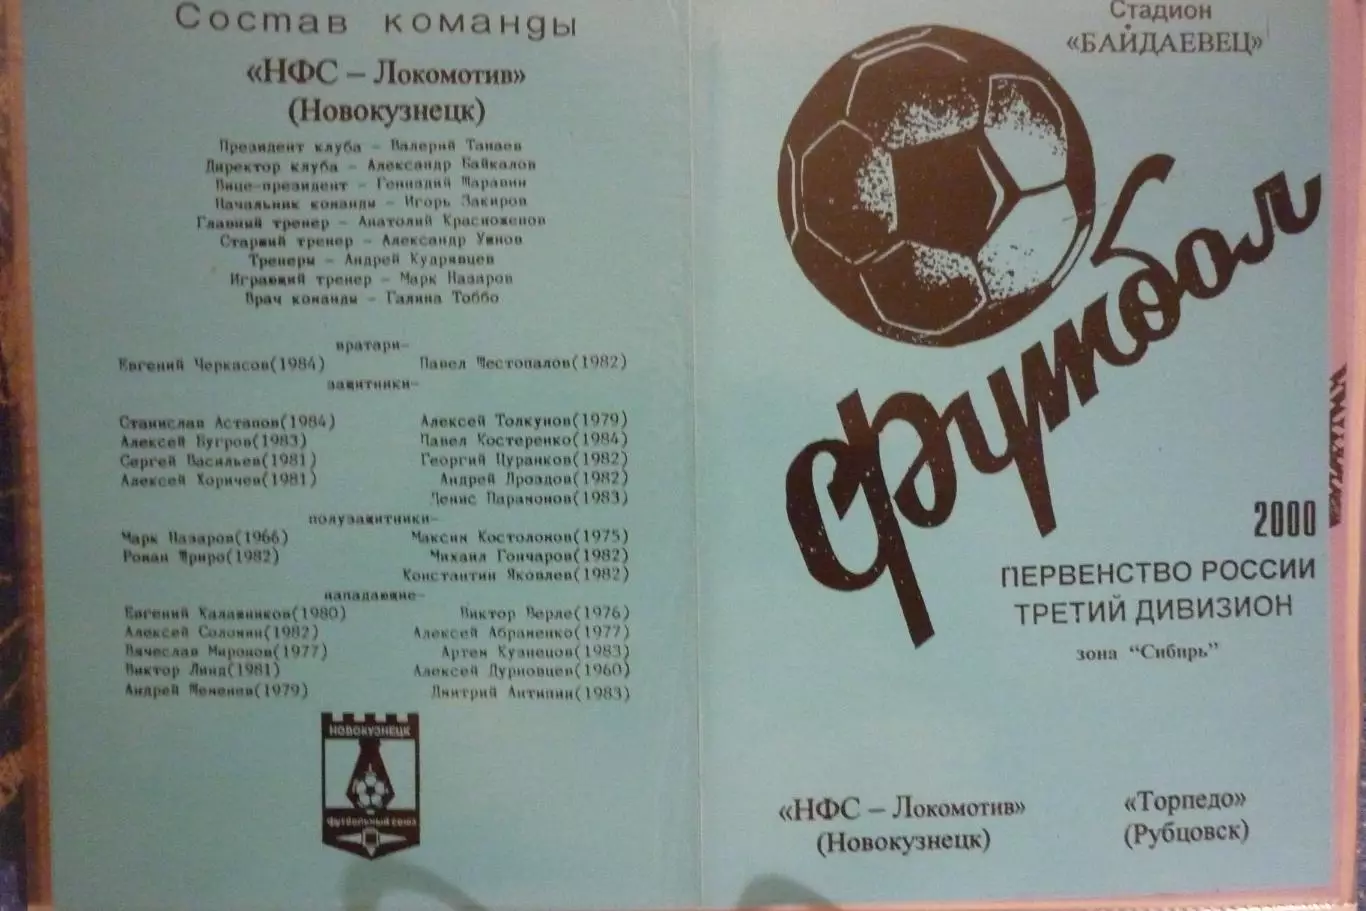 Состав команды
«НФС – Локомотив»
(Новокузнецк)
Президент клуба – Валерий Танаев
Директор клуба – Александр Байкалов
Вице-президент – Геннадий Шаравин
Начальник команды – Игорь Закиров
Главный тренер – Анатолий Красноженов
Старший тренер – Александр Умнов
Тренеры – Андрей Кудрявцев
Играющий тренер – Марк Назаров
Врач команды – Галина Тоббо
вратари–
Евгений Черкасов(1984) Павел Шестопалов(1982)
защитники–
Станислав Астапов(1984) Алексей Толкунов(1979)
Алексей Бугров(1983) Павел Костеренко(1984)
Сергей Васильев(1981) Георгий Цуранков(1982)
Алексей Хоричев(1981) Андрей Дроздов(1982)
Денис Парамонов(1983)
полузащитники–
Марк Назаров(1966) Максим Костоломов(1975)
Роман Шриро(1982) Михаил Гончаров(1982)
Константин Яковлев(1982)
нападающие–
Евгений Калашников(1980) Виктор Верле(1976)
Алексей Соломин(1982) Алексей Абраменко(1977)
Вячеслав Миронов(1977) Артем Кузнецов(1983)
Виктор Линд(1981) Алексей Дурновцев(1960)
Андрей Шеменев(1979) Дмитрий Антипин(1983)
НОВОКУЗНЕЦК
Футбольный союз
Стадион
«БАЙДАЕВЕЦ»
Футбол
2000
ПЕРВЕНСТВО РОССИИ
ТРЕТИЙ ДИВИЗИОН
зона “Сибирь”
«НФС – Локомотив» «Торпедо»
(Новокузнецк) (Рубцовск)